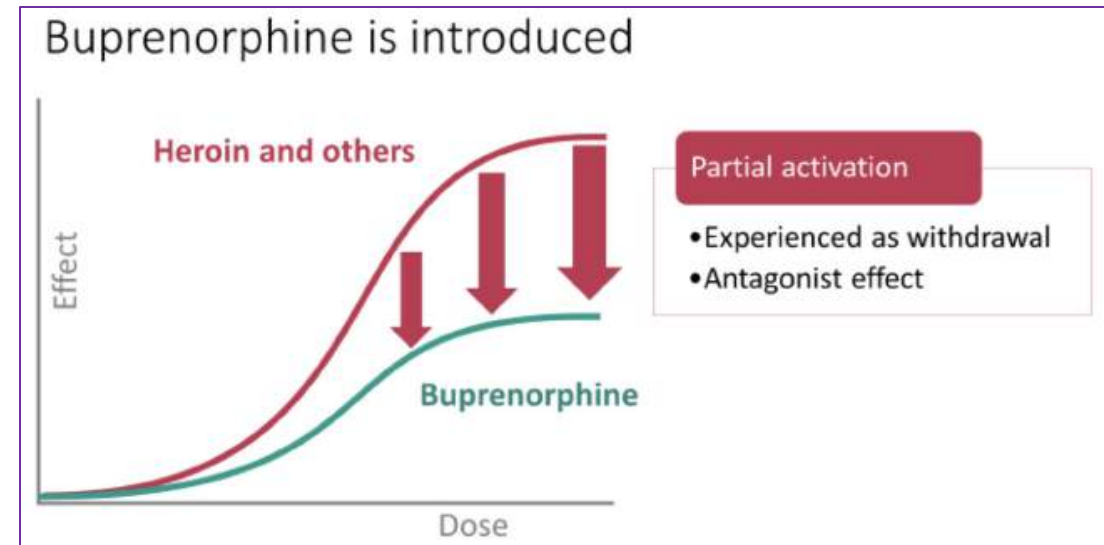 Buprenorphine is introduced
Heroin and others
Partial activation
•Experienced as withdrawal
•Antagonist effect
Effect
Buprenorphine
Dose